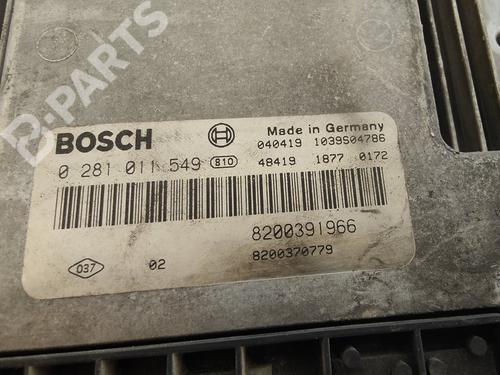 B-PARTS
BOSCH
Made in Germany
040419 1039S04786
0 281 011 549 810 48419 1877 0172
8200391966
037 02 8200370779